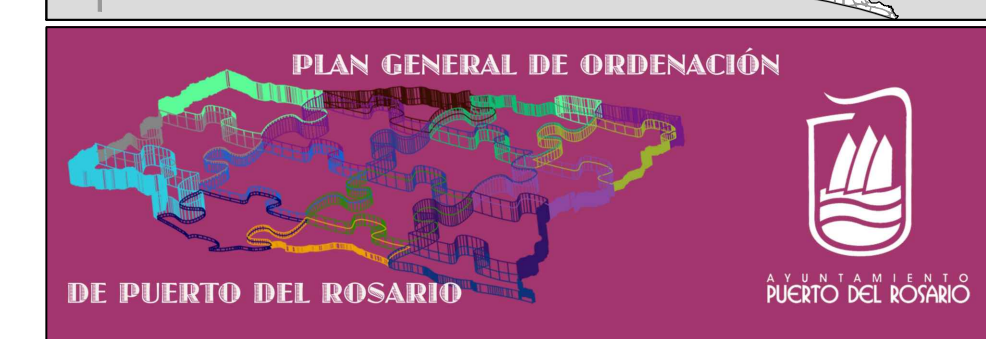 PLAN GENERAL DE ORDENACIÓN
DE PUERTO DEL ROSARIO
AYUNTAMIENTO
PUERTO DEL ROSARIO